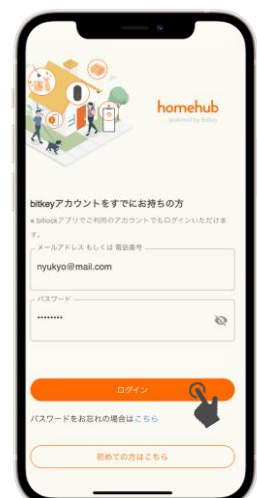 homehub
powered by Bitkey
bitkeyアカウントをすでにお持ちの方
※ bitlockアプリでご利用のアカウントでもログインいただけま
す。
メールアドレス もしくは 電話番号
nyukyo@mail.com
パスワード
••••••••
ログイン
パスワードをお忘れの場合はこちら
初めての方はこちら